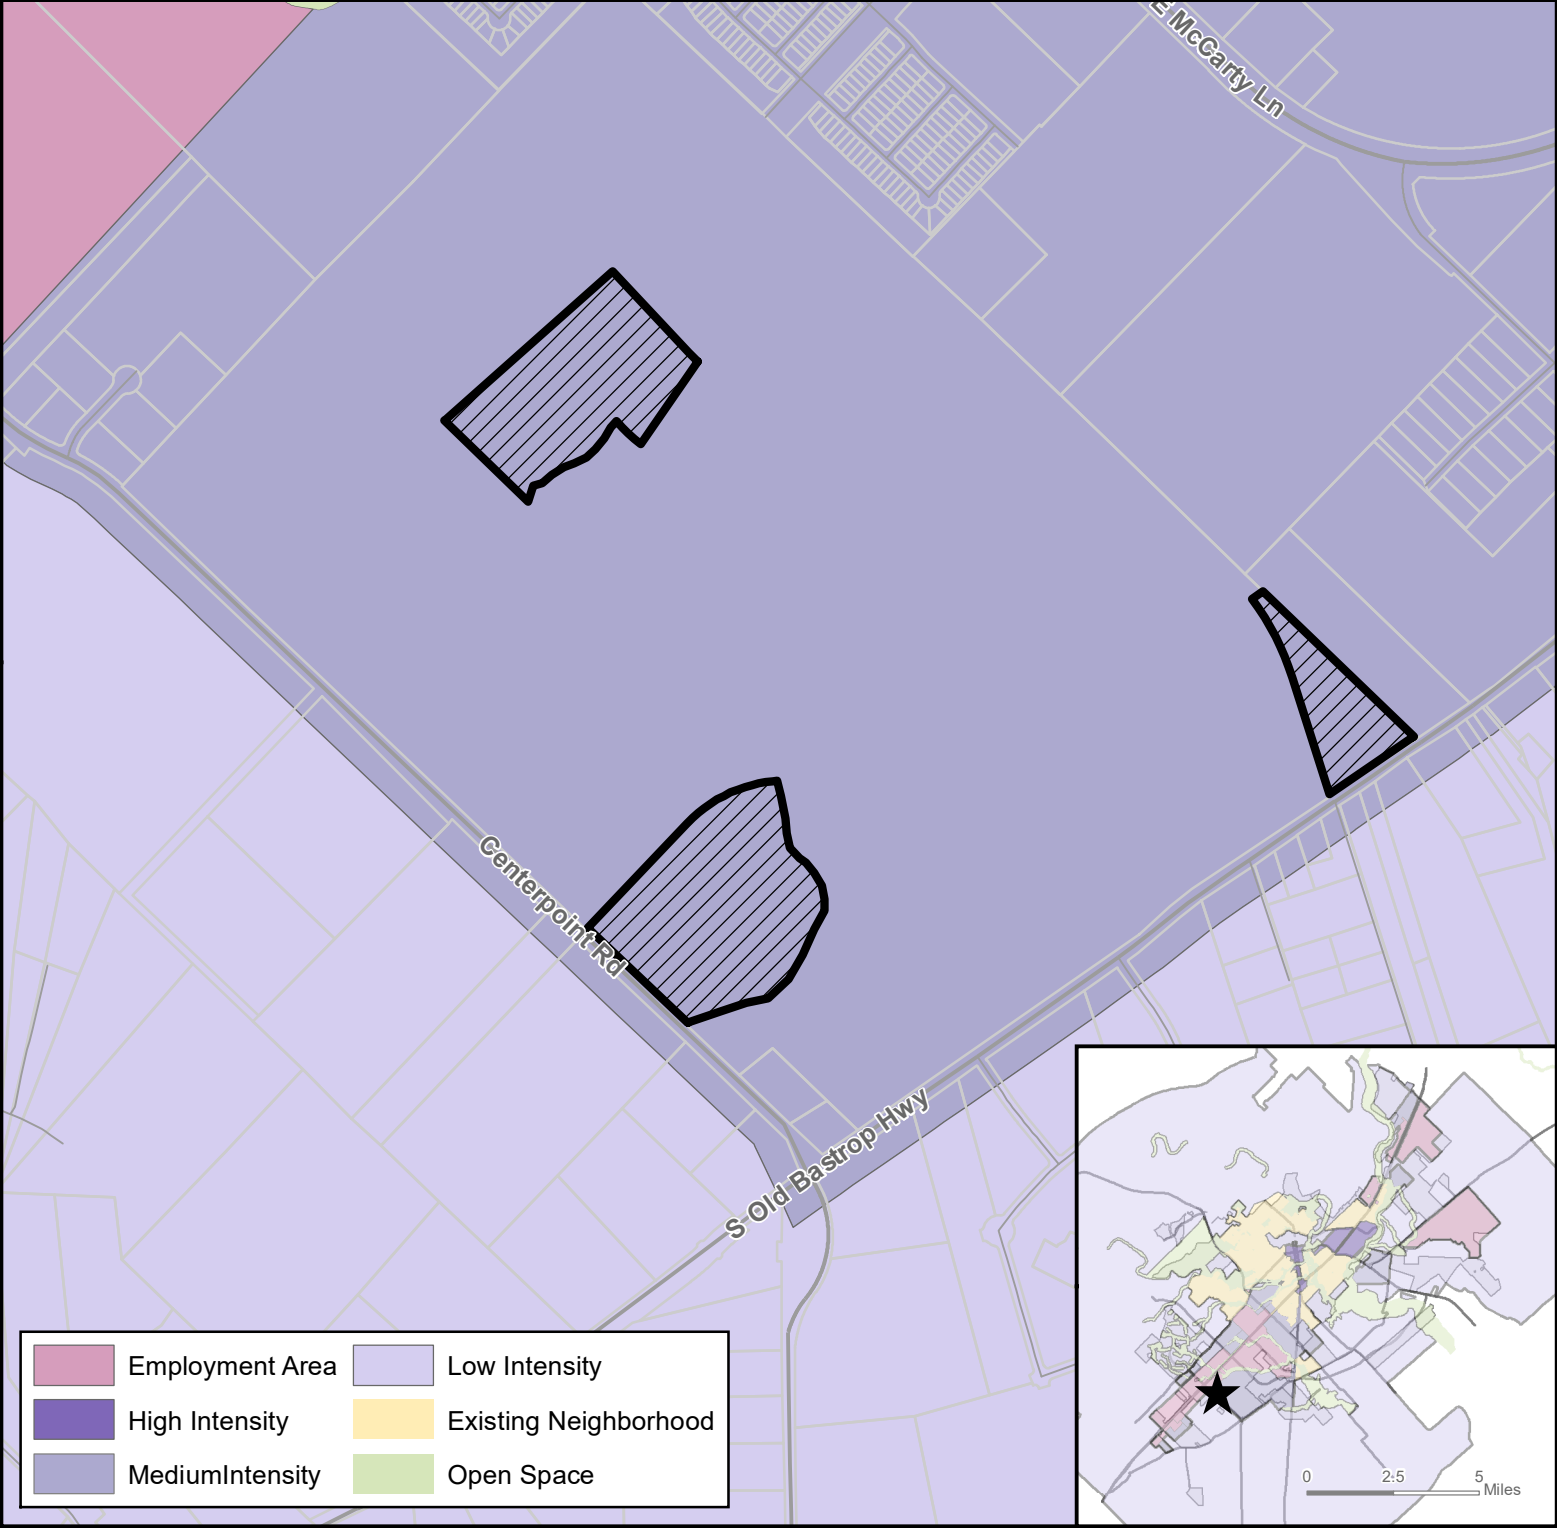 E McCarty Ln
Centerpoint Rd
S Old Bastrop Hwy
Employment Area
Low Intensity
High Intensity
Existing Neighborhood
MediumIntensity
Open Space
0 2.5 5
Miles